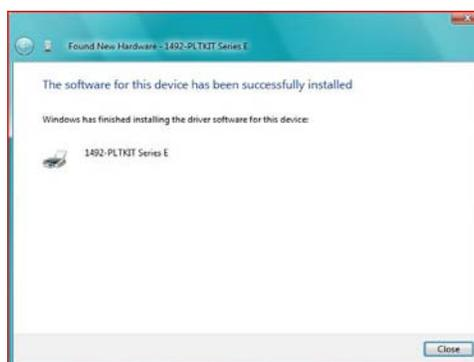 Found New Hardware - 1492-PLTKIT Series E
The software for this device has been successfully installed
Windows has finished installing the driver software for this device:
1492-PLTKIT Series E
Close